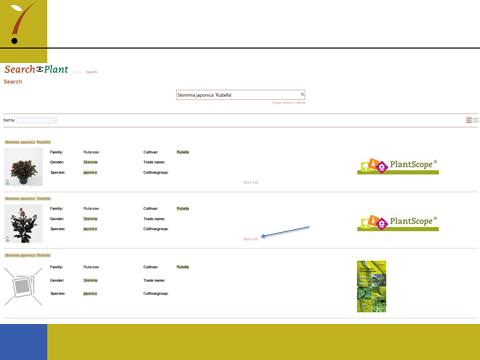 Search Plant
Home Search
Search
Skimmia japonica 'Rubella'
Sort by
Skimmia japonica 'Rubella'
Family: Rutaceae Cultivar: Rubella
Gender: Skimmia Trade name:
Species: japonica Cultivargroup:
More info
PlantScope®
Skimmia japonica 'Rubella'
Family: Rutaceae Cultivar: Rubella
Gender: Skimmia Trade name:
Species: japonica Cultivargroup:
More info
PlantScope®
Skimmia japonica 'Rubella'
Family: Rutaceae Cultivar: Rubella
Gender: Skimmia Trade name:
Species: japonica Cultivargroup: